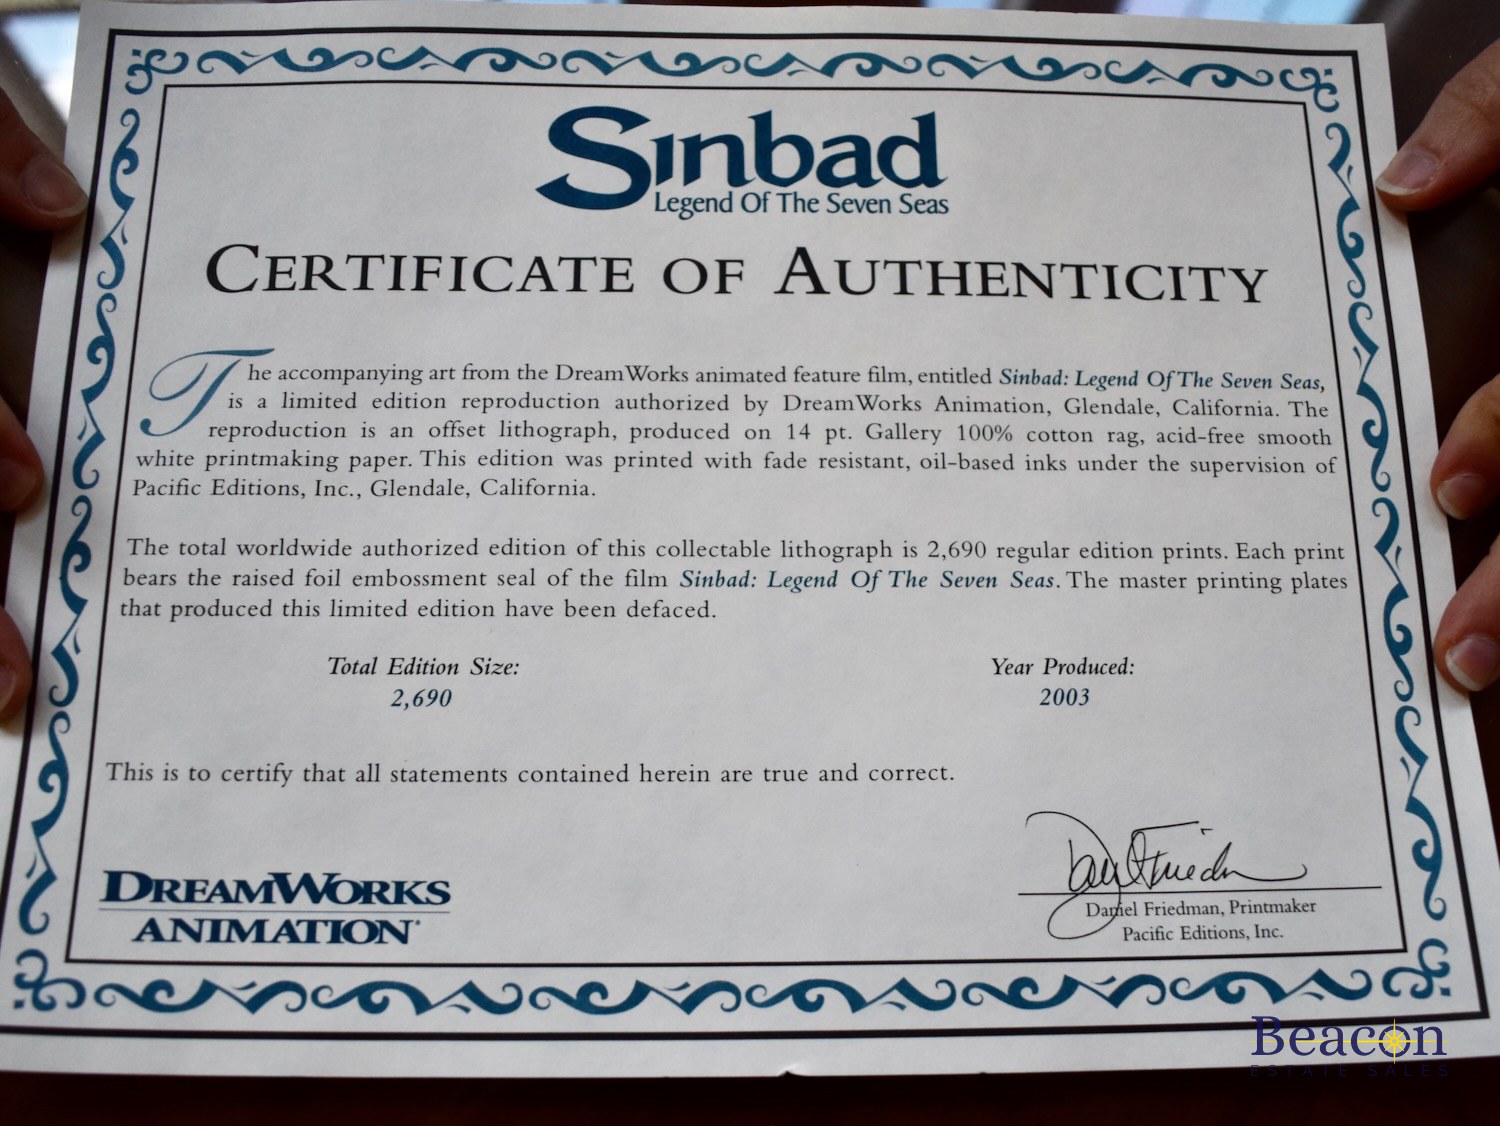 Sinbad
Legend Of The Seven Seas
CERTIFICATE OF AUTHENTICITY
The accompanying art from the DreamWorks animated feature film, entitled Sinbad: Legend Of The Seven Seas,
is a limited edition reproduction authorized by DreamWorks Animation, Glendale, California. The
reproduction is an offset lithograph, produced on 14 pt. Gallery 100% cotton rag, acid-free smooth
white printmaking paper. This edition was printed with fade resistant, oil-based inks under the supervision of
Pacific Editions, Inc., Glendale, California.
The total worldwide authorized edition of this collectable lithograph is 2,690 regular edition prints. Each print
bears the raised foil embossment seal of the film Sinbad: Legend Of The Seven Seas. The master printing plates
that produced this limited edition have been defaced.
Total Edition Size:
2,690
Year Produced:
2003
This is to certify that all statements contained herein are true and correct.
DREAMWORKS
ANIMATION
Daniel Friedman, Printmaker
Pacific Editions, Inc.
Beacon
ESTATE SALES